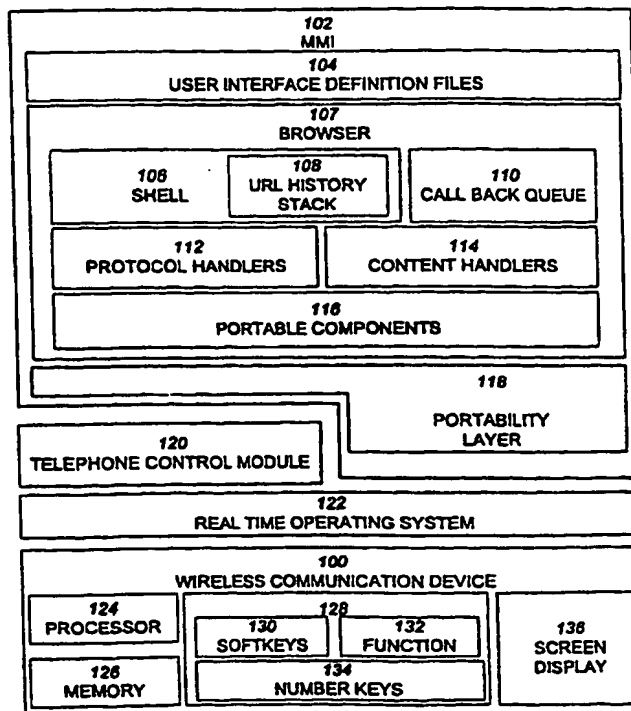 102
MMI
104
USER INTERFACE DEFINITION FILES
107
BROWSER
106
SHELL
108
URL HISTORY
STACK
110
CALL BACK QUEUE
112
PROTOCOL HANDLERS
114
CONTENT HANDLERS
116
PORTABLE COMPONENTS
118
PORTABILITY
LAYER
120
TELEPHONE CONTROL MODULE
122
REAL TIME OPERATING SYSTEM
100
WIRELESS COMMUNICATION DEVICE
124
PROCESSOR
126
MEMORY
128
130
SOFTKEYS
132
FUNCTION
134
NUMBER KEYS
136
SCREEN
DISPLAY